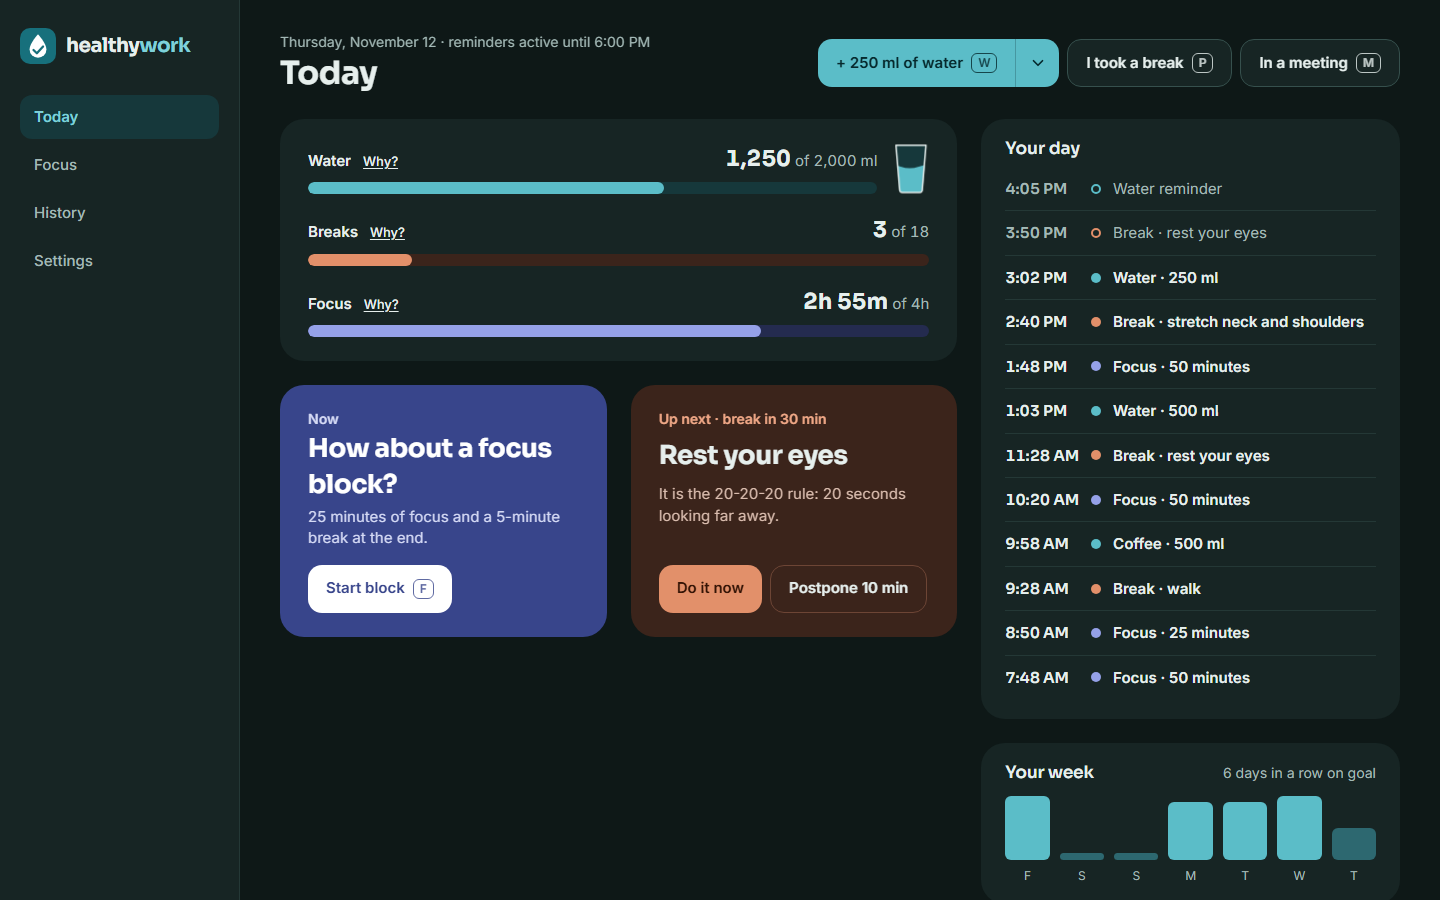 healthywork
Today
Focus
History
Settings
Thursday, November 12 · reminders active until 6:00 PM
Today
+ 250 ml of water W
I took a break P
In a meeting M
Water Why? 1,250 of 2,000 ml
Breaks Why? 3 of 18
Focus Why? 2h 55m of 4h
Now
How about a focus
block?
25 minutes of focus and a 5-minute
break at the end.
Start block F
Up next · break in 30 min
Rest your eyes
It is the 20-20-20 rule: 20 seconds
looking far away.
Do it now
Postpone 10 min
Your day
4:05 PM Water reminder
3:50 PM Break · rest your eyes
3:02 PM Water · 250 ml
2:40 PM Break · stretch neck and shoulders
1:48 PM Focus · 50 minutes
1:03 PM Water · 500 ml
11:28 AM Break · rest your eyes
10:20 AM Focus · 50 minutes
9:58 AM Coffee · 500 ml
9:28 AM Break · walk
8:50 AM Focus · 25 minutes
7:48 AM Focus · 50 minutes
Your week 6 days in a row on goal
F S S M T W T